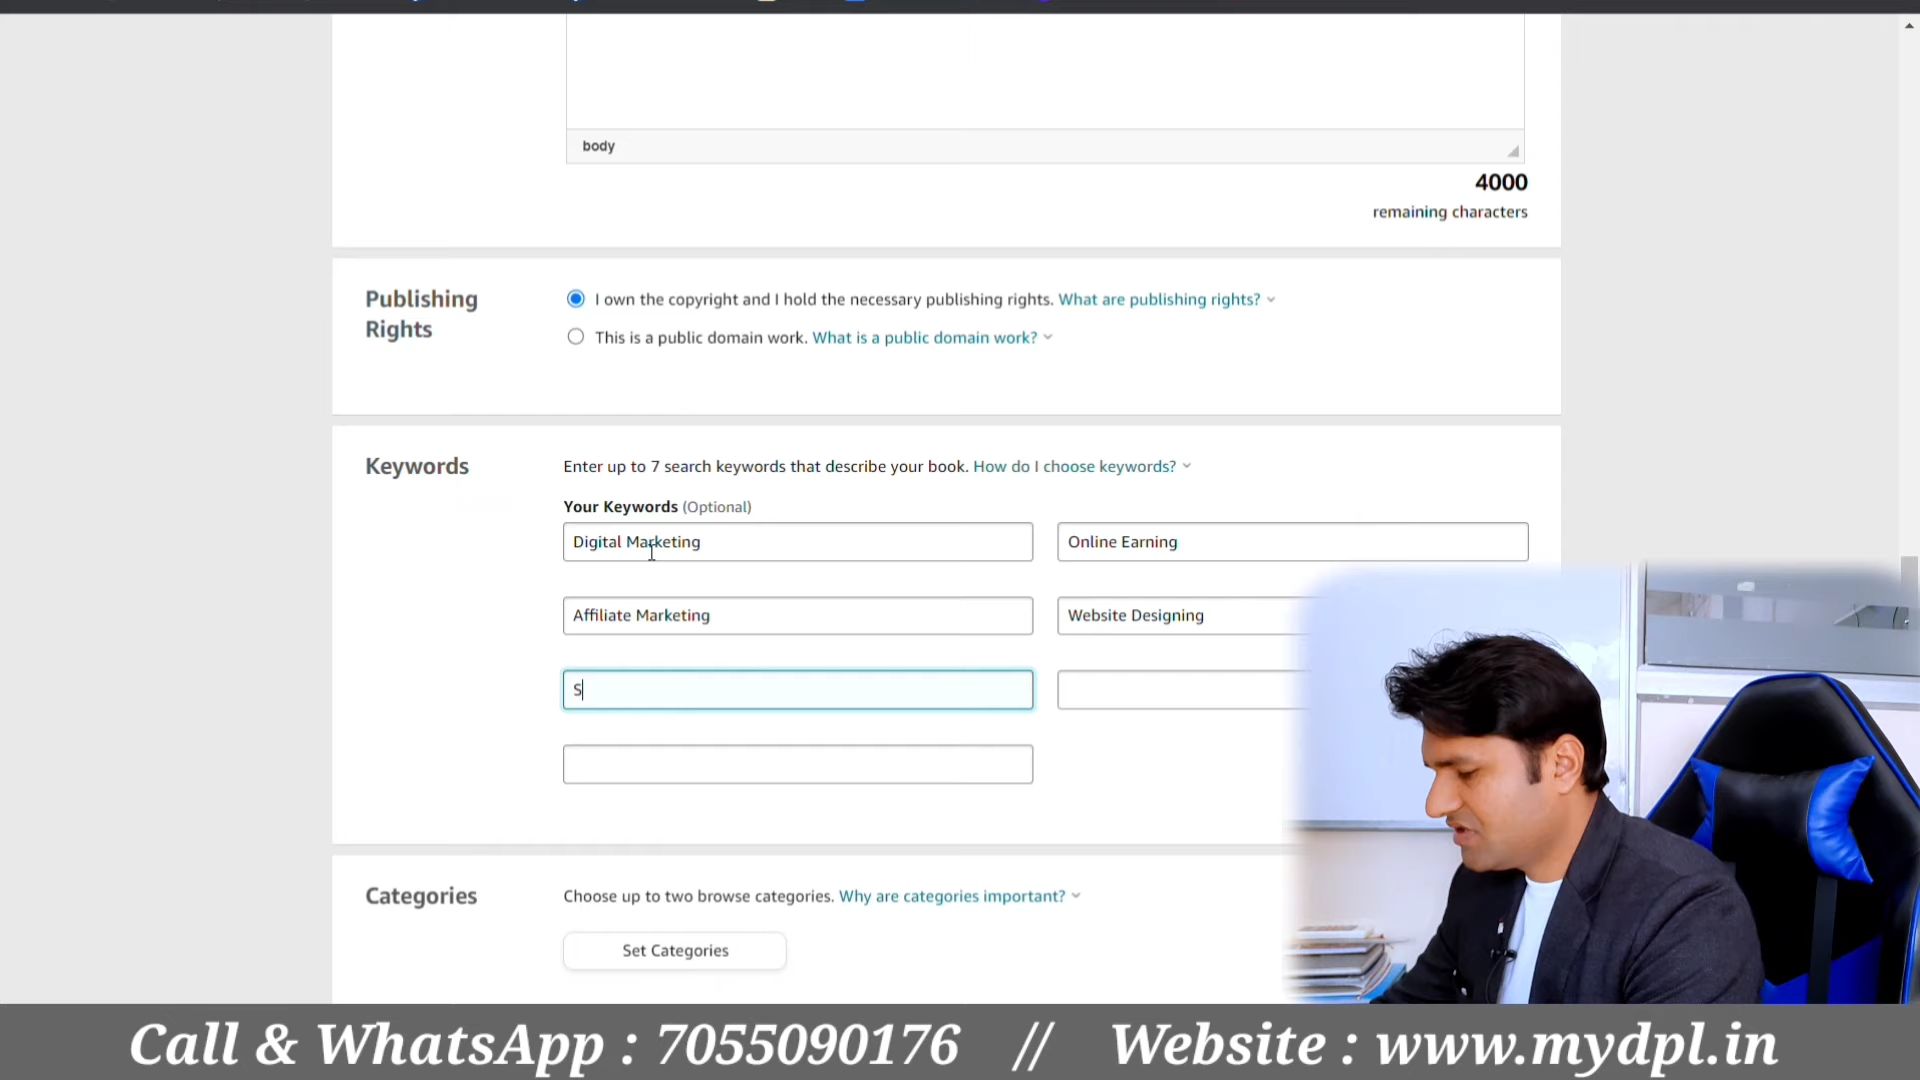 body
4000
remaining characters
Publishing
Rights
I own the copyright and I hold the necessary publishing rights. What are publishing rights?
This is a public domain work. What is a public domain work?
Keywords
Enter up to 7 search keywords that describe your book. How do I choose keywords?
Your Keywords (Optional)
Digital Marketing
Online Earning
Affiliate Marketing
Website Designing
S
Categories
Choose up to two browse categories. Why are categories important?
Set Categories
Call & WhatsApp : 7055090176 // Website : www.mydpl.in